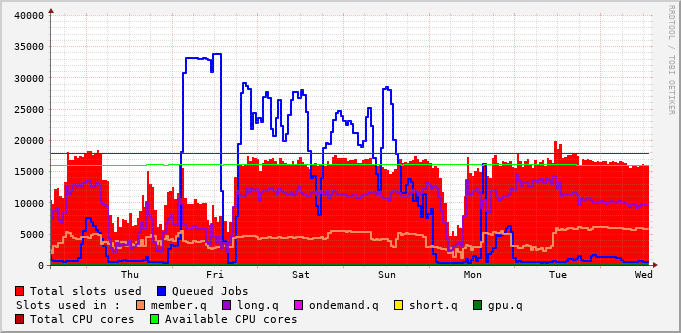 40000
35000
30000
25000
20000
15000
10000
5000
0
Thu Fri Sat Sun Mon Tue Wed
RRDTOOL / TOBI OETIKER
Total slots used Queued Jobs
Slots used in : member.q long.q ondemand.q short.q gpu.q
Total CPU cores Available CPU cores